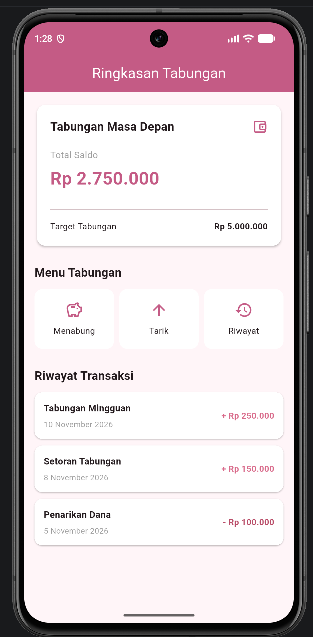 1:28
Ringkasan Tabungan
Tabungan Masa Depan
Total Saldo
Rp 2.750.000
Target Tabungan Rp 5.000.000
Menu Tabungan
Menabung Tarik Riwayat
Riwayat Transaksi
Tabungan Mingguan
+ Rp 250.000
10 November 2026
Setoran Tabungan
+ Rp 150.000
8 November 2026
Penarikan Dana
- Rp 100.000
5 November 2026